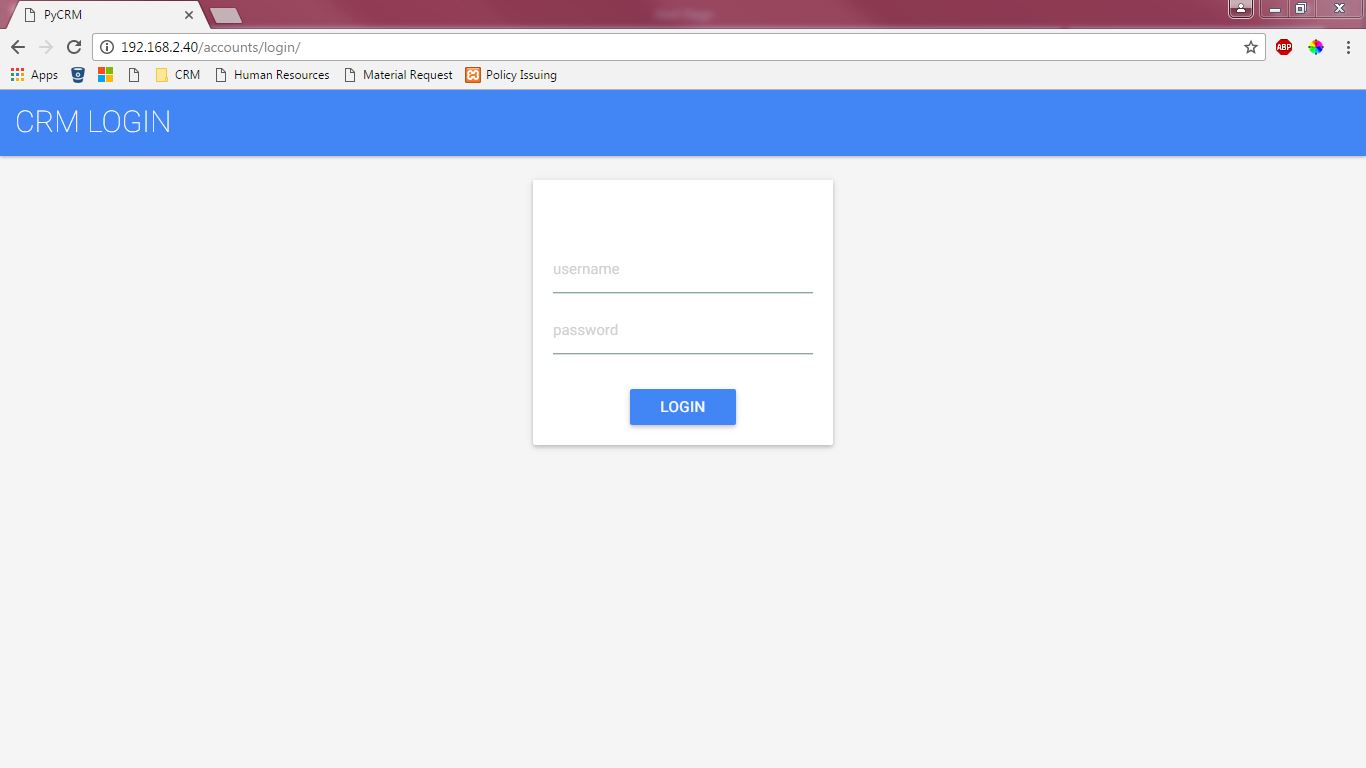 PyCRM
192.168.2.40/accounts/login/
ABP
Apps CRM Human Resources Material Request Policy Issuing
CRM LOGIN
username
password
LOGIN